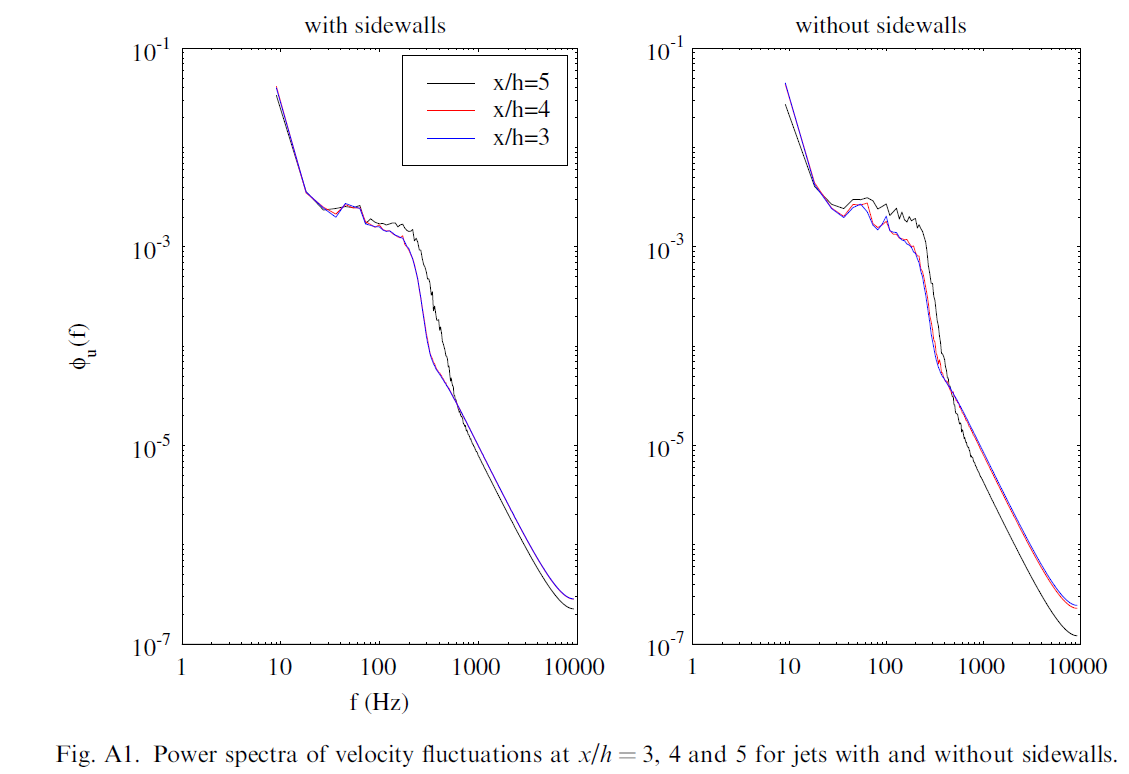 with sidewalls
without sidewalls
10-1
10-3
10-5
10-7
x/h=5
x/h=4
x/h=3
ϕu(f)
1
10
100
1000
10000
f (Hz)
10-1
10-3
10-5
10-7
1
10
100
1000
10000
Fig. A1. Power spectra of velocity fluctuations at x/h = 3, 4 and 5 for jets with and without sidewalls.